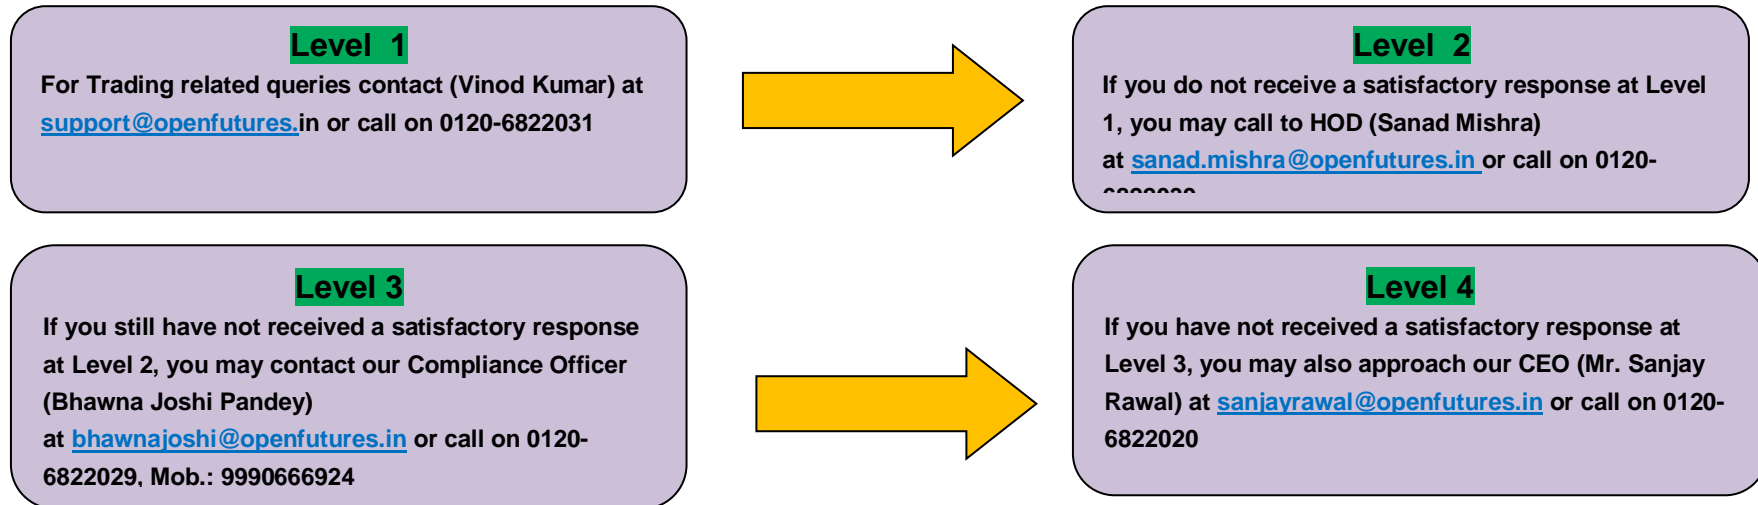 Level  1
For Trading related queries contact (Vinod Kumar) at
support@openfutures.in or call on 0120-6822031
Level  2
If you do not receive a satisfactory response at Level
1, you may call to HOD (Sanad Mishra)
at sanad.mishra@openfutures.in or call on 0120-
Level 3
If you still have not received a satisfactory response
at Level 2, you may contact our Compliance Officer
(Bhawna Joshi Pandey)
at bhawnajoshi@openfutures.in or call on 0120-
6822029, Mob.: 9990666924
Level 4
If you have not received a satisfactory response at
Level 3, you may also approach our CEO (Mr. Sanjay
Rawal) at sanjayrawal@openfutures.in or call on 0120-
6822020